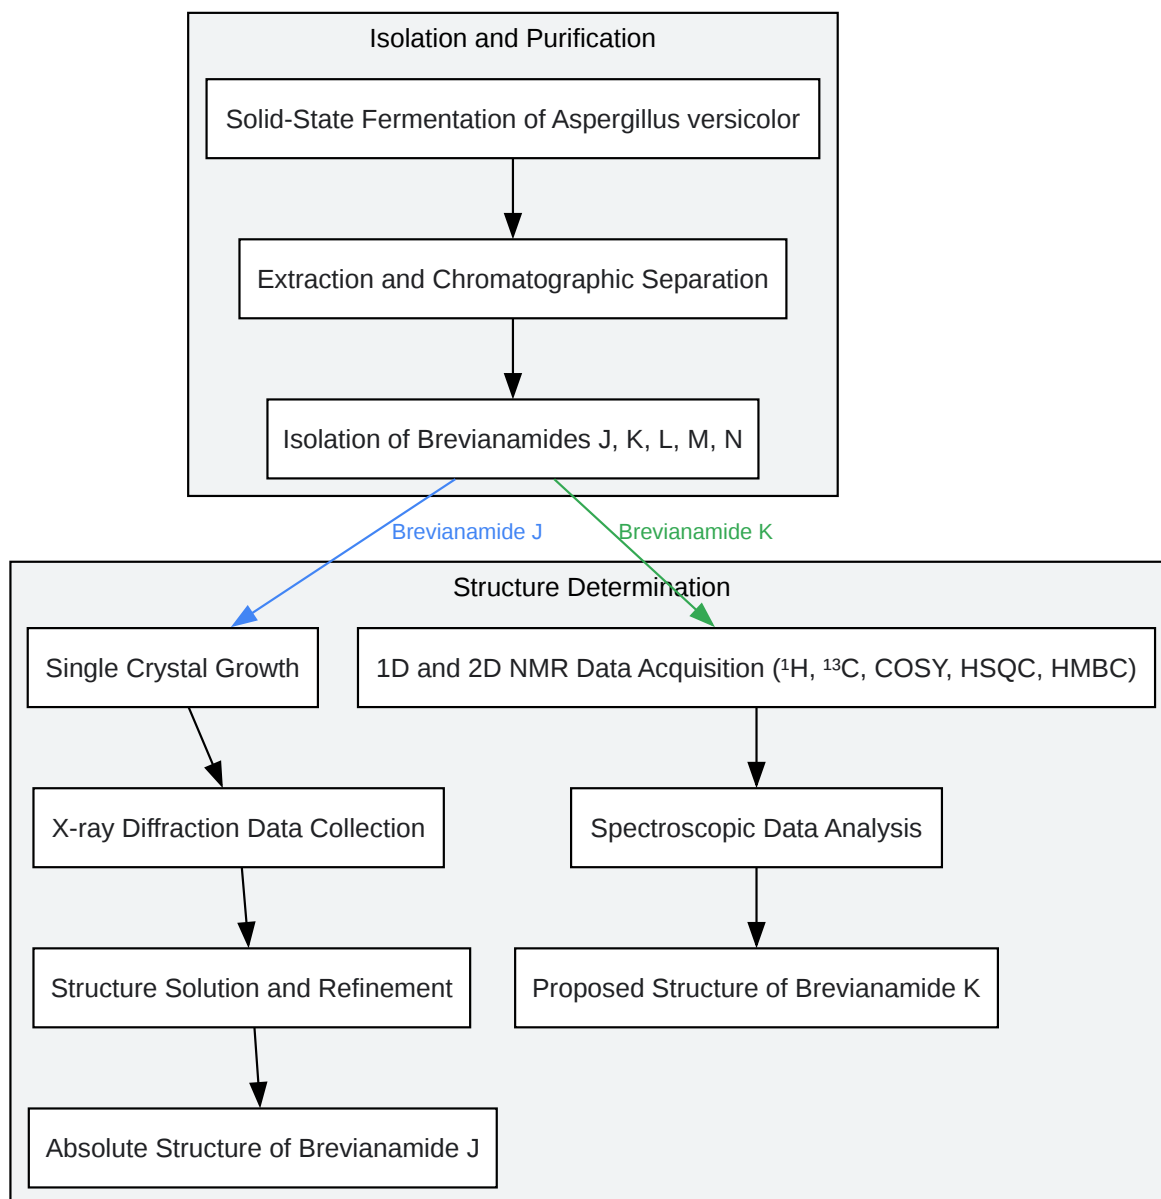 Isolation and Purification
Solid-State Fermentation of Aspergillus versicolor
Extraction and Chromatographic Separation
Isolation of Brevianamides J, K, L, M, N
Brevianamide J
Brevianamide K
Structure Determination
Single Crystal Growth
1D and 2D NMR Data Acquisition (¹H, ¹³C, COSY, HSQC, HMBC)
X-ray Diffraction Data Collection
Spectroscopic Data Analysis
Structure Solution and Refinement
Proposed Structure of Brevianamide K
Absolute Structure of Brevianamide J